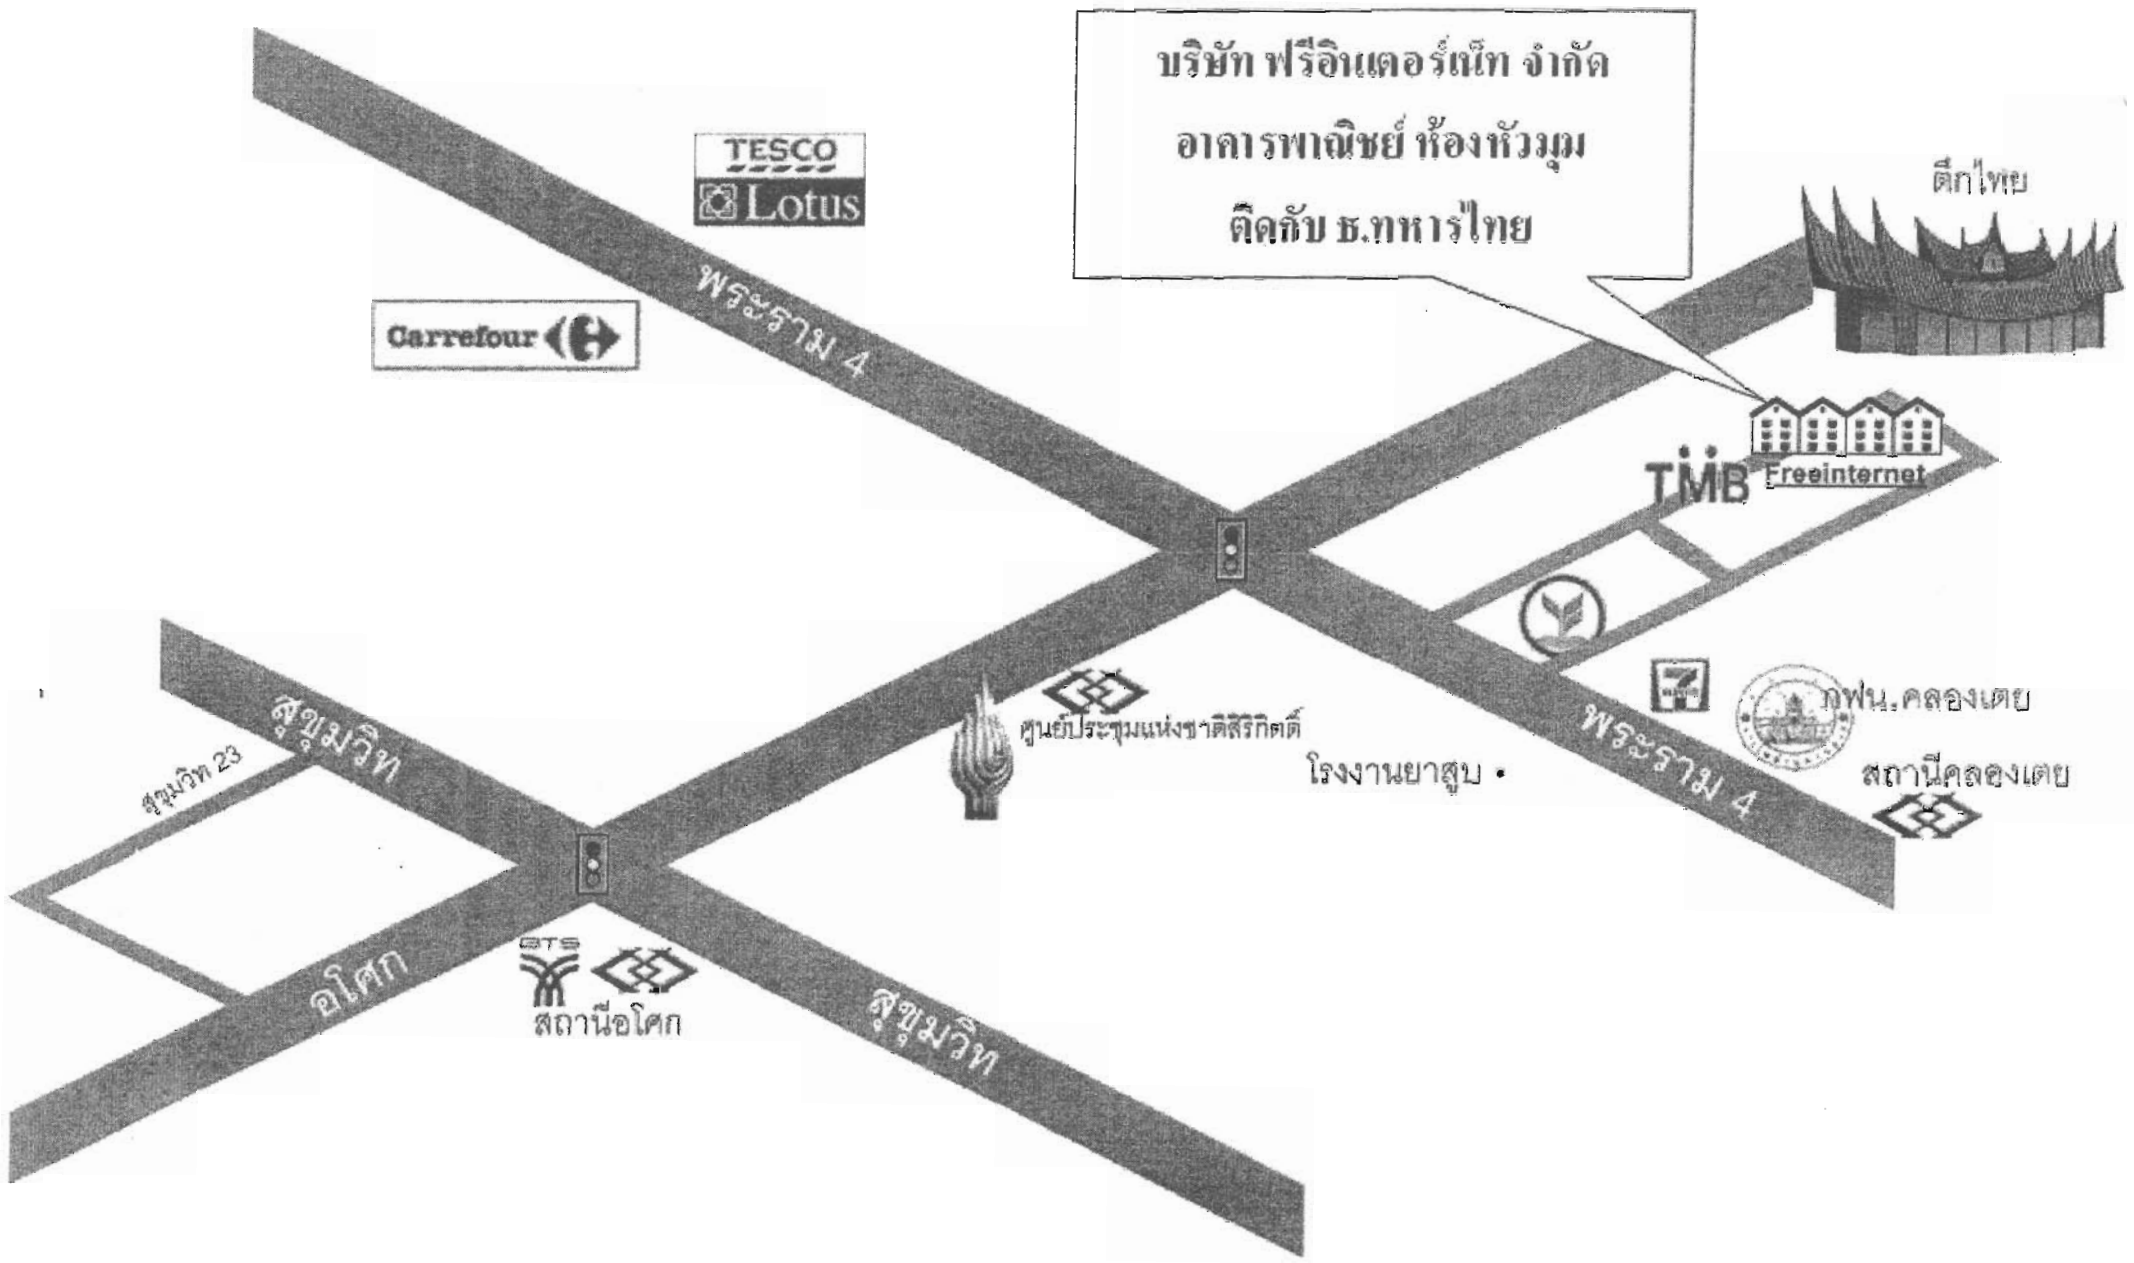 บริษัท ฟรีอินเตอร์เน็ท จำกัด
อาคารพาณิชย์ ห้องหัวมุม
ติดกับ ธ.ทหารไทย
ตึกไทย
TESCO
Lotus
พระราม 4
Carrefour
TMB
Freeinternet
สุขุมวิท
สุขุมวิท 23
ศูนย์ประชุมแห่งชาติสิริกิตติ์
โรงงานยาสูบ
7
กฟน.คลองเตย
พระราม 4
สถานีคลองเตย
อโศก
BTS
สถานีอโศก
สุขุมวิท